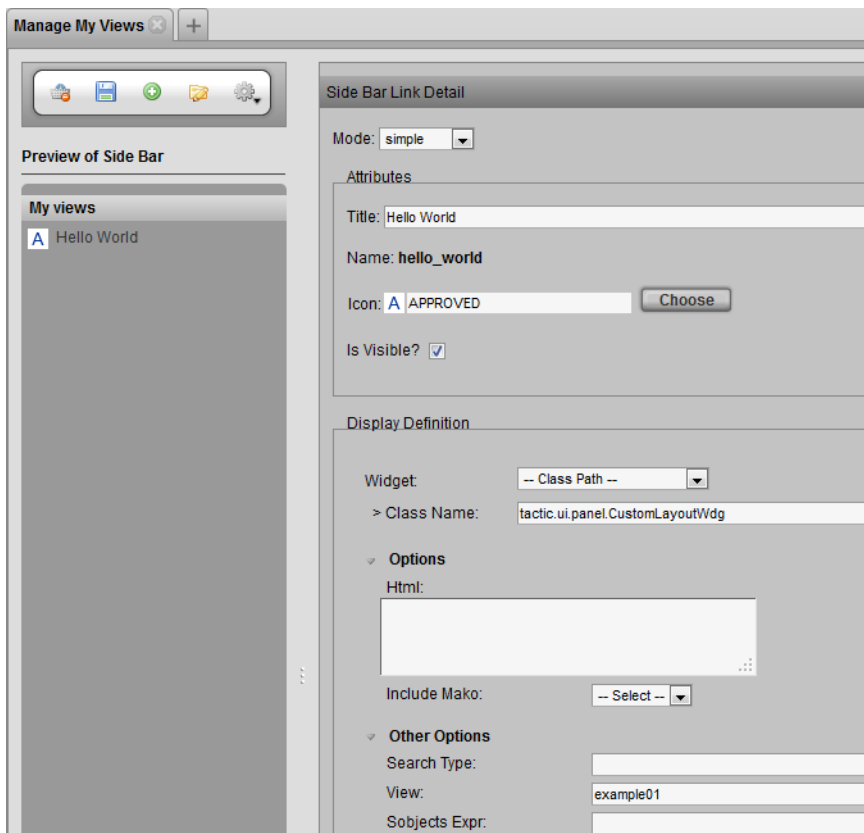 Manage My Views
Side Bar Link Detail
Mode: simple
Preview of Side Bar
Attributes
My views
A Hello World
Title: Hello World
Name: hello_world
Icon: A APPROVED Choose
Is Visible?
Display Definition
Widget: -- Class Path --
> Class Name: tactic.ui.panel.CustomLayoutWdg
Options
Html:
Include Mako: -- Select --
Other Options
Search Type:
View: example01
Sobjects Expr: